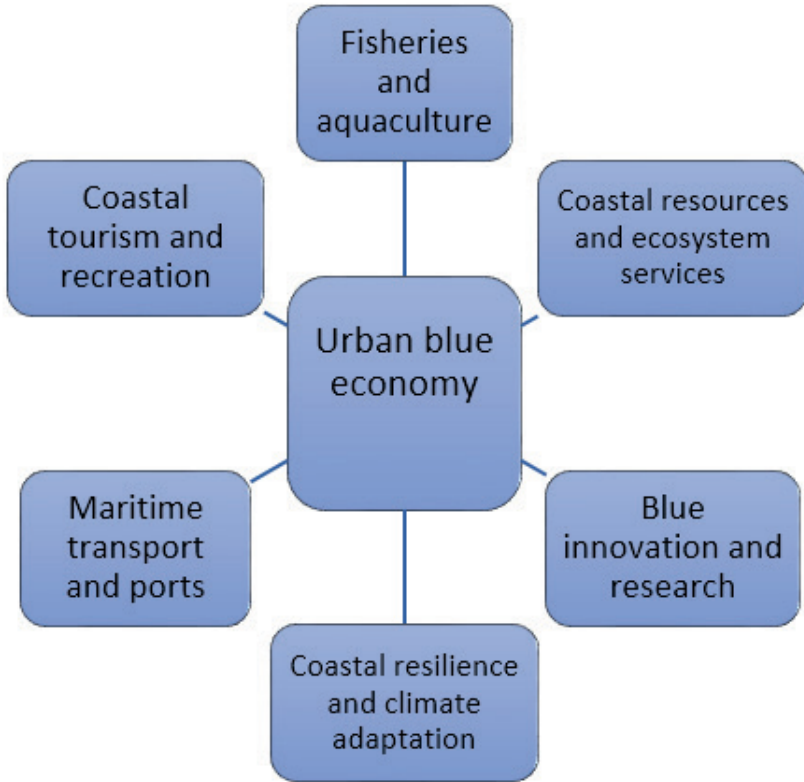 Fisheries
and
aquaculture
Coastal
tourism and
recreation
Coastal resources
and ecosystem
services
Urban blue
economy
Maritime
transport
and ports
Blue
innovation and
research
Coastal resilience
and climate
adaptation